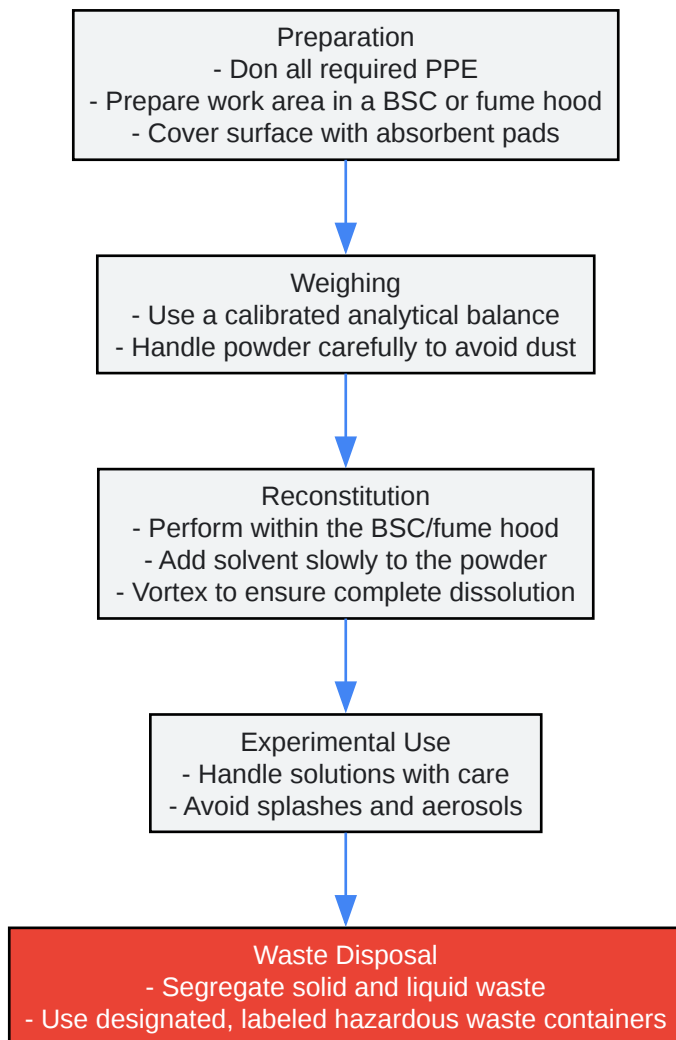 Preparation
- Don all required PPE
- Prepare work area in a BSC or fume hood
- Cover surface with absorbent pads
Weighing
- Use a calibrated analytical balance
- Handle powder carefully to avoid dust
Reconstitution
- Perform within the BSC/fume hood
- Add solvent slowly to the powder
- Vortex to ensure complete dissolution
Experimental Use
- Handle solutions with care
- Avoid splashes and aerosols
Waste Disposal
- Segregate solid and liquid waste
- Use designated, labeled hazardous waste containers